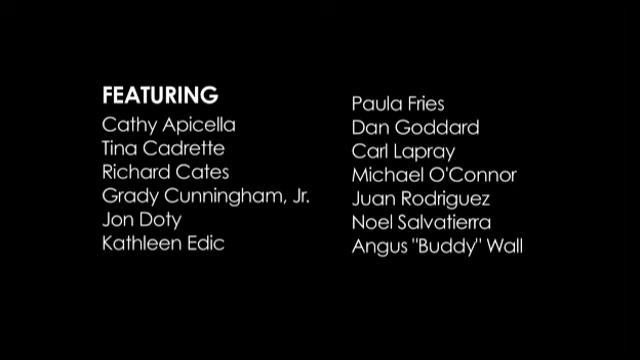 FEATURING
Cathy Apicella
Tina Cadrette
Richard Cates
Grady Cunningham, Jr.
Jon Doty
Kathleen Edic
Paula Fries
Dan Goddard
Carl Lapray
Michael O'Connor
Juan Rodriguez
Noel Salvatierra
Angus "Buddy" Wall